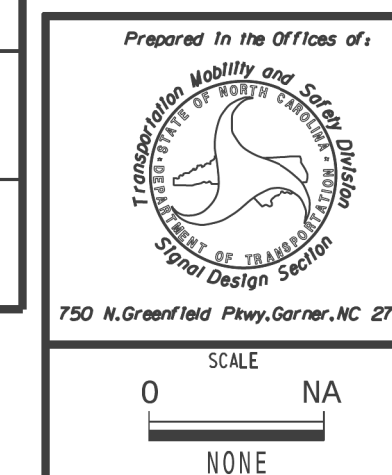 Prepared in the Offices of:
Transportation Mobility and Safety Division
STATE OF NORTH CAROLINA
DEPARTMENT OF TRANSPORTATION
Signal Design Section
750 N.Greenfield Pkwy.Garner.NC 27
SCALE
0 NA
NONE